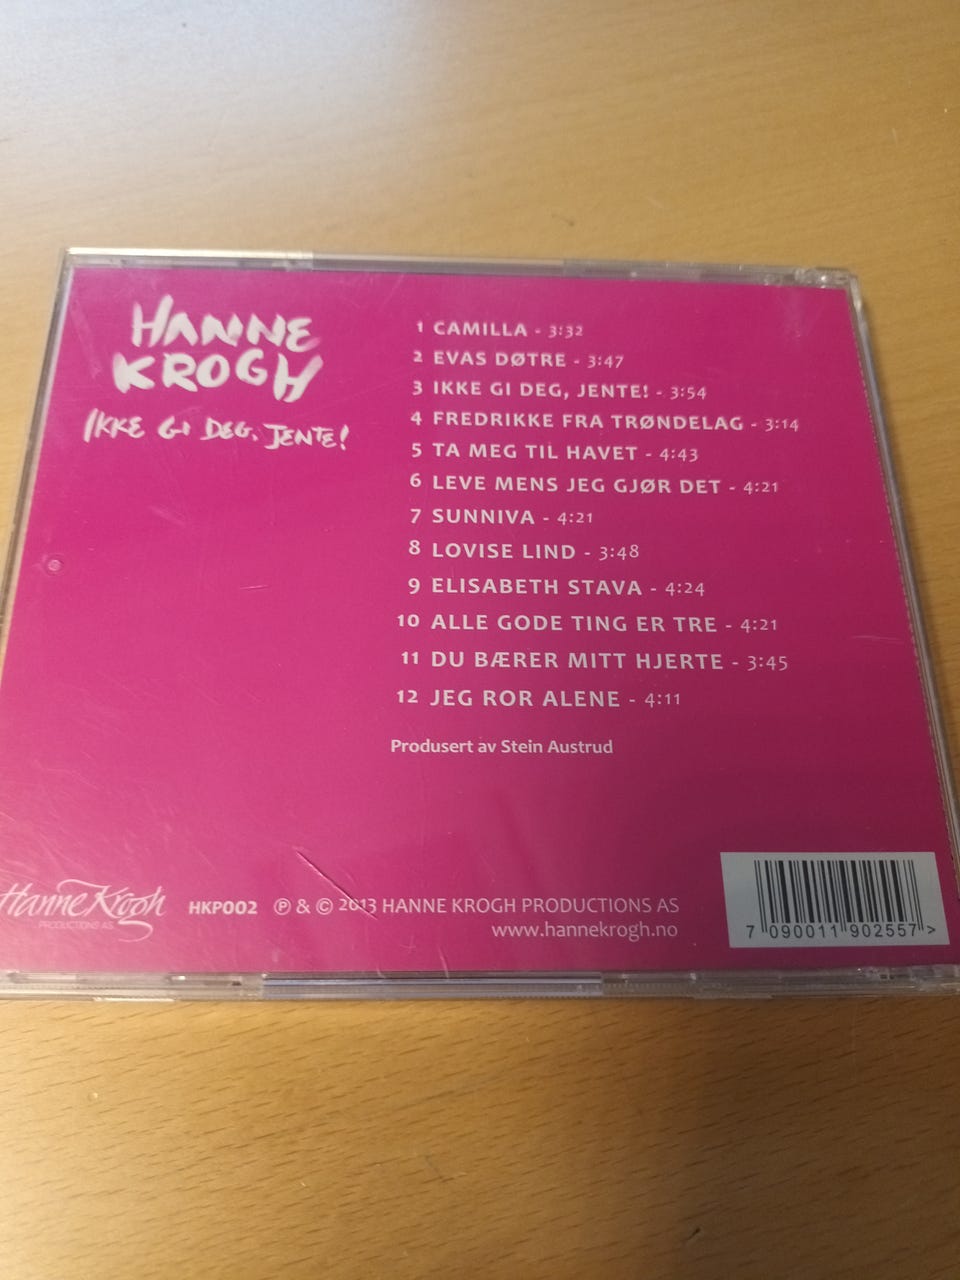 HANNE
KROGH
IKKE GI DEG, JENTE!
1 CAMILLA - 3:32
2 EVAS DØTRE - 3:47
3 IKKE GI DEG, JENTE! - 3:54
4 FREDRIKKE FRA TRØNDELAG - 3:14
5 TA MEG TIL HAVET - 4:43
6 LEVE MENS JEG GJØR DET - 4:21
7 SUNNIVA - 4:21
8 LOVISE LIND - 3:48
9 ELISABETH STAVA - 4:24
10 ALLE GODE TING ER TRE - 4:21
11 DU BÆRER MITT HJERTE - 3:45
12 JEG ROR ALENE - 4:11
Produsert av Stein Austrud
Hanne Krogh
PRODUCTIONS AS
HKP002 ℗ & © 2013 HANNE KROGH PRODUCTIONS AS
www.hannekrogh.no
7 090011 902557 >